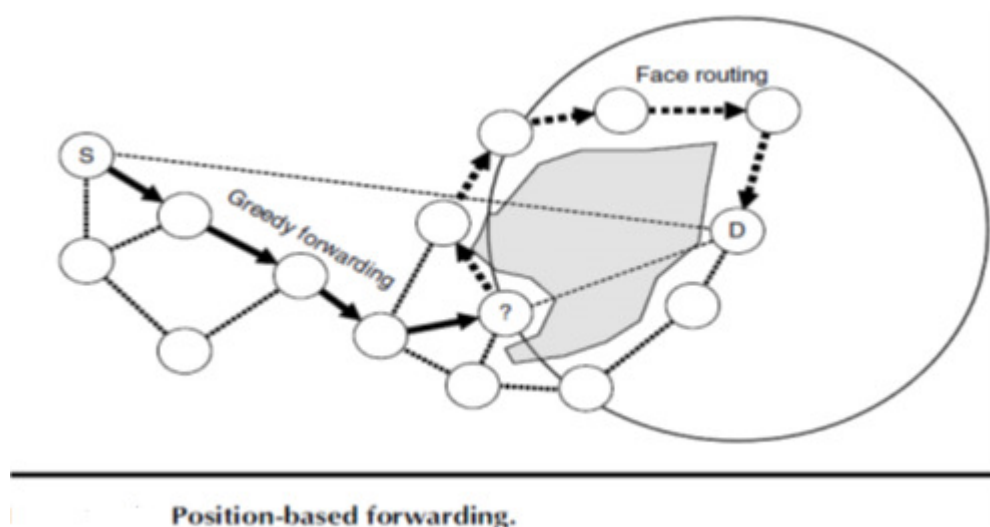 Face routing
S
Greedy forwarding
D
?
Position-based forwarding.